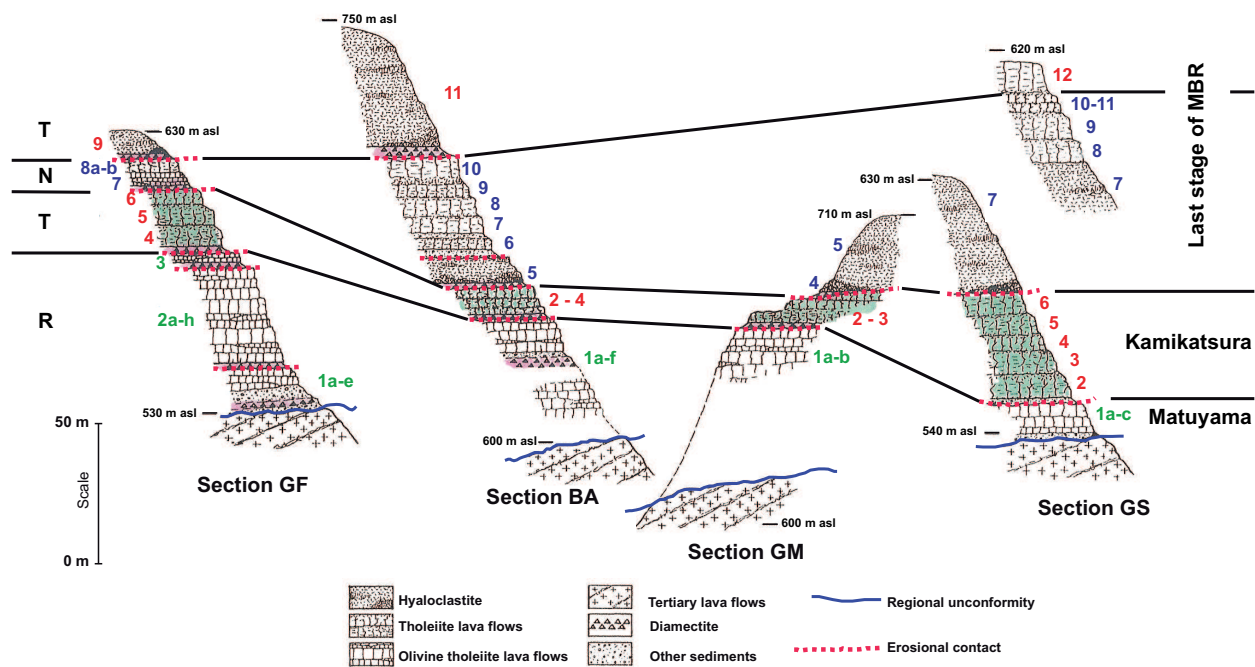 T
N
T
R
9
8a-b
7
6
5
4
3
2a-h
1a-e
630 m asl
530 m asl
50 m
Scale
0 m
Section GF
750 m asl
11
10
9
8
7
6
5
2 - 4
1a-f
600 m asl
Section BA
710 m asl
5
4
2 - 3
1a-b
600 m asl
Section GM
620 m asl
12
10-11
9
8
7
630 m asl
7
6
5
4
3
2
1a-c
540 m asl
Section GS
Last stage of MBR
Kamikatsura
Matuyama
Hyaloclastite
Tholeiite lava flows
Olivine tholeiite lava flows
Tertiary lava flows
Diamectite
Other sediments
Regional unconformity
Erosional contact